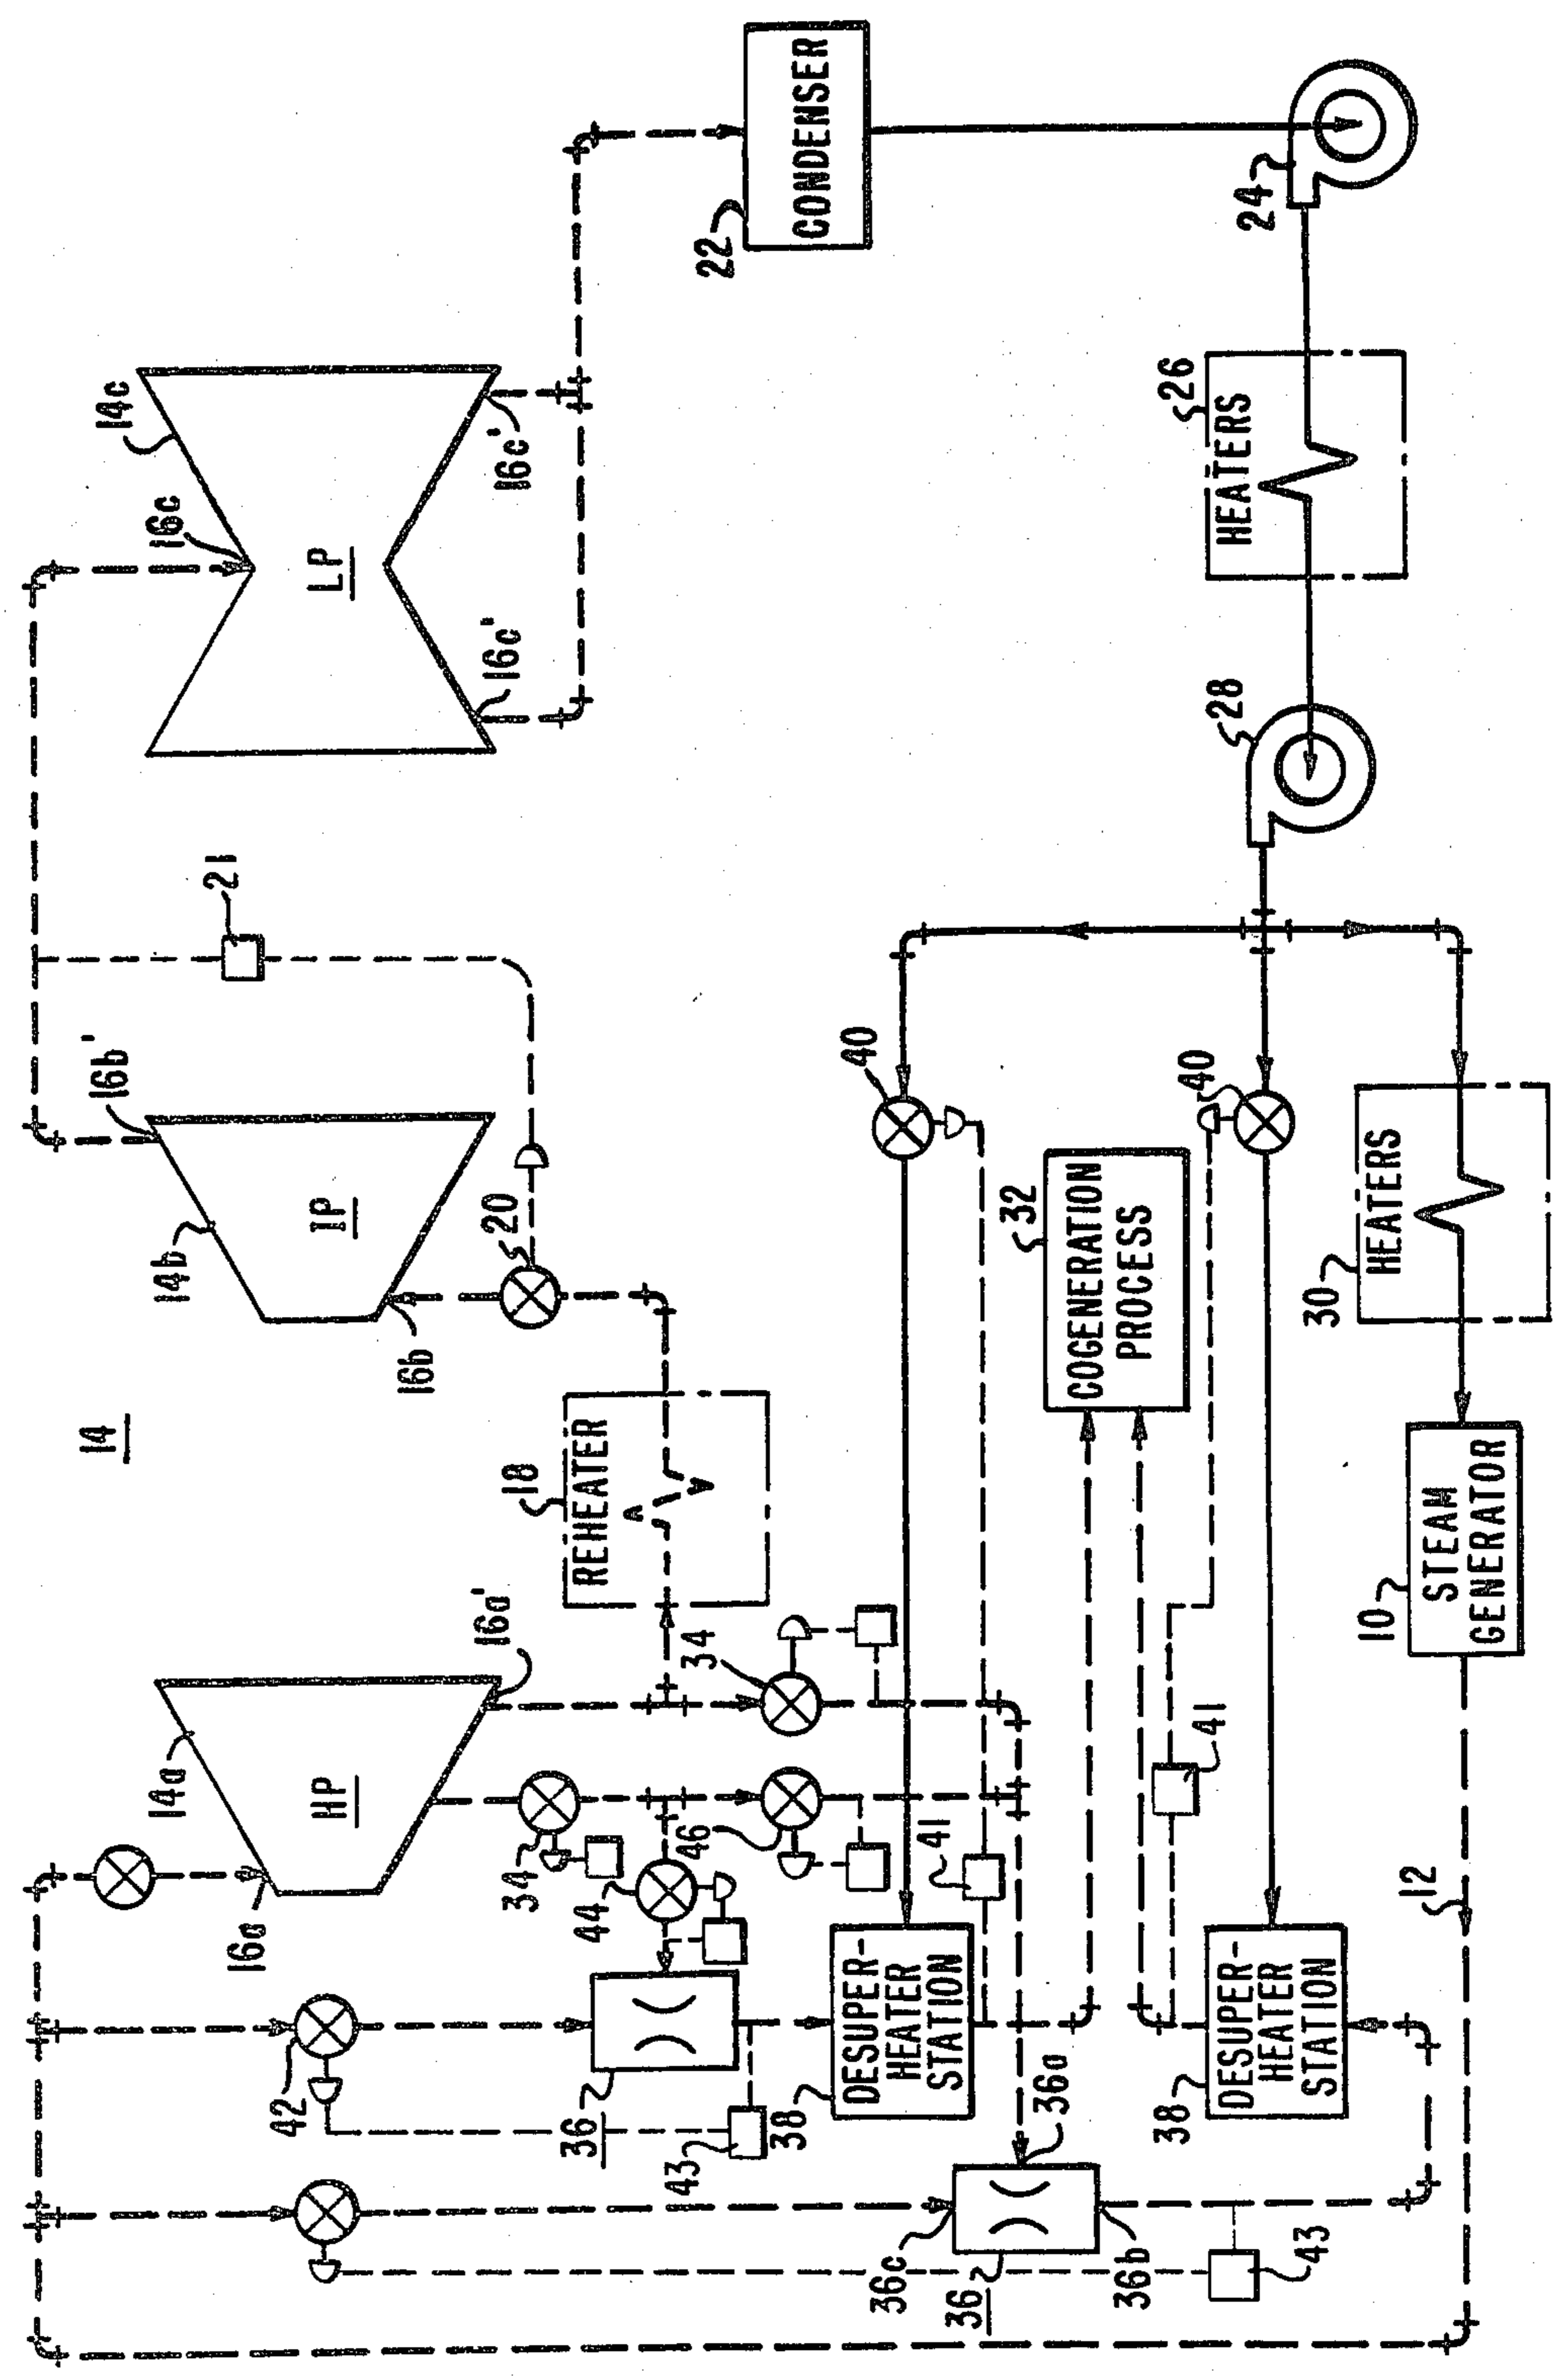 14
14a
14b
16b'
14c
16c
21
16a
HP
IP
LP
42
16a'
16b
20
16c'
16c'
34
18
REHEATER
36
44
43
46
34
22
CONDENSER
38
DESUPER-
HEATER
STATION
40
36c
41
36
32
COGENERATION
PROCESS
36a
36b
38
DESUPER-
HEATER
STATION
41
40
28
26
HEATERS
24
43
30
HEATERS
10
STEAM
GENERATOR
12